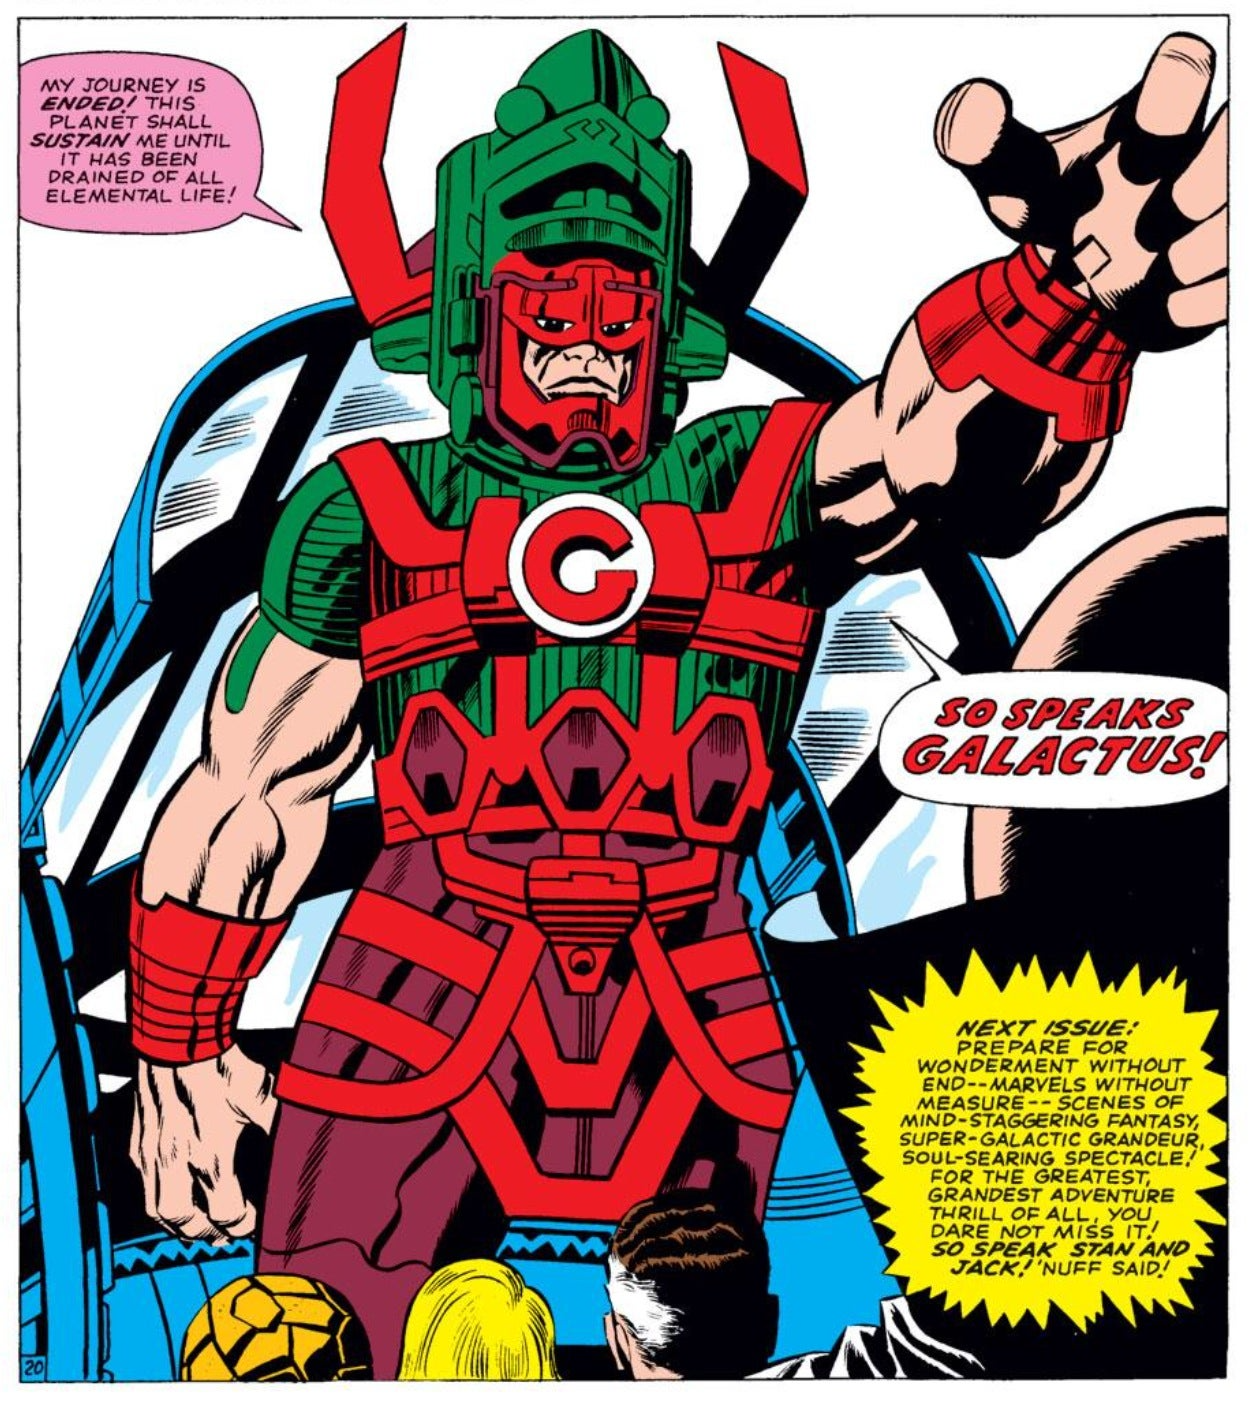 MY JOURNEY IS
ENDED! THIS
PLANET SHALL
SUSTAIN ME UNTIL
IT HAS BEEN
DRAINED OF ALL
ELEMENTAL LIFE!
G
SO SPEAKS
GALACTUS!
NEXT ISSUE:
PREPARE FOR
WONDERMENT WITHOUT
END--MARVELS WITHOUT
MEASURE--SCENES OF
MIND-STAGGERING FANTASY,
SUPER-GALACTIC GRANDEUR,
SOUL-SEARING SPECTACLE!
FOR THE GREATEST,
GRANDEST ADVENTURE
THRILL OF ALL, YOU
DARE NOT MISS IT!
SO SPEAK STAN AND
JACK! 'NUFF SAID!
20